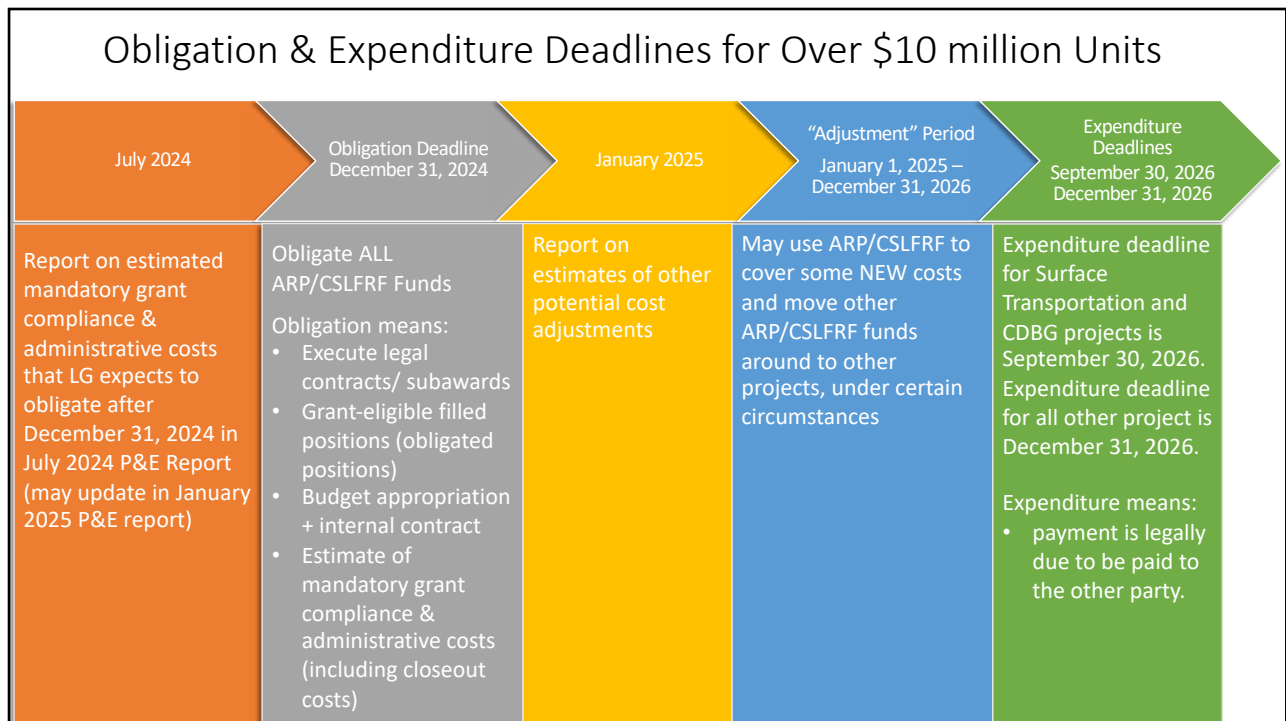 Obligation & Expenditure Deadlines for Over $10 million Units
July 2024
Obligation Deadline
December 31, 2024
January 2025
“Adjustment” Period
January 1, 2025 –
December 31, 2026
Expenditure
Deadlines
September 30, 2026
December 31, 2026
Report on estimated
mandatory grant
compliance &
administrative costs
that LG expects to
obligate after
December 31, 2024 in
July 2024 P&E Report
(may update in January
2025 P&E report)
Obligate ALL
ARP/CSLFRF Funds
Obligation means:
• Execute legal
contracts/ subawards
• Grant-eligible filled
positions (obligated
positions)
• Budget appropriation
+ internal contract
• Estimate of
mandatory grant
compliance &
administrative costs
(including closeout
costs)
Report on
estimates of other
potential cost
adjustments
May use ARP/CSLFRF to
cover some NEW costs
and move other
ARP/CSLFRF funds
around to other
projects, under certain
circumstances
Expenditure deadline
for Surface
Transportation and
CDBG projects is
September 30, 2026.
Expenditure deadline
for all other project is
December 31, 2026.
Expenditure means:
• payment is legally
due to be paid to
the other party.